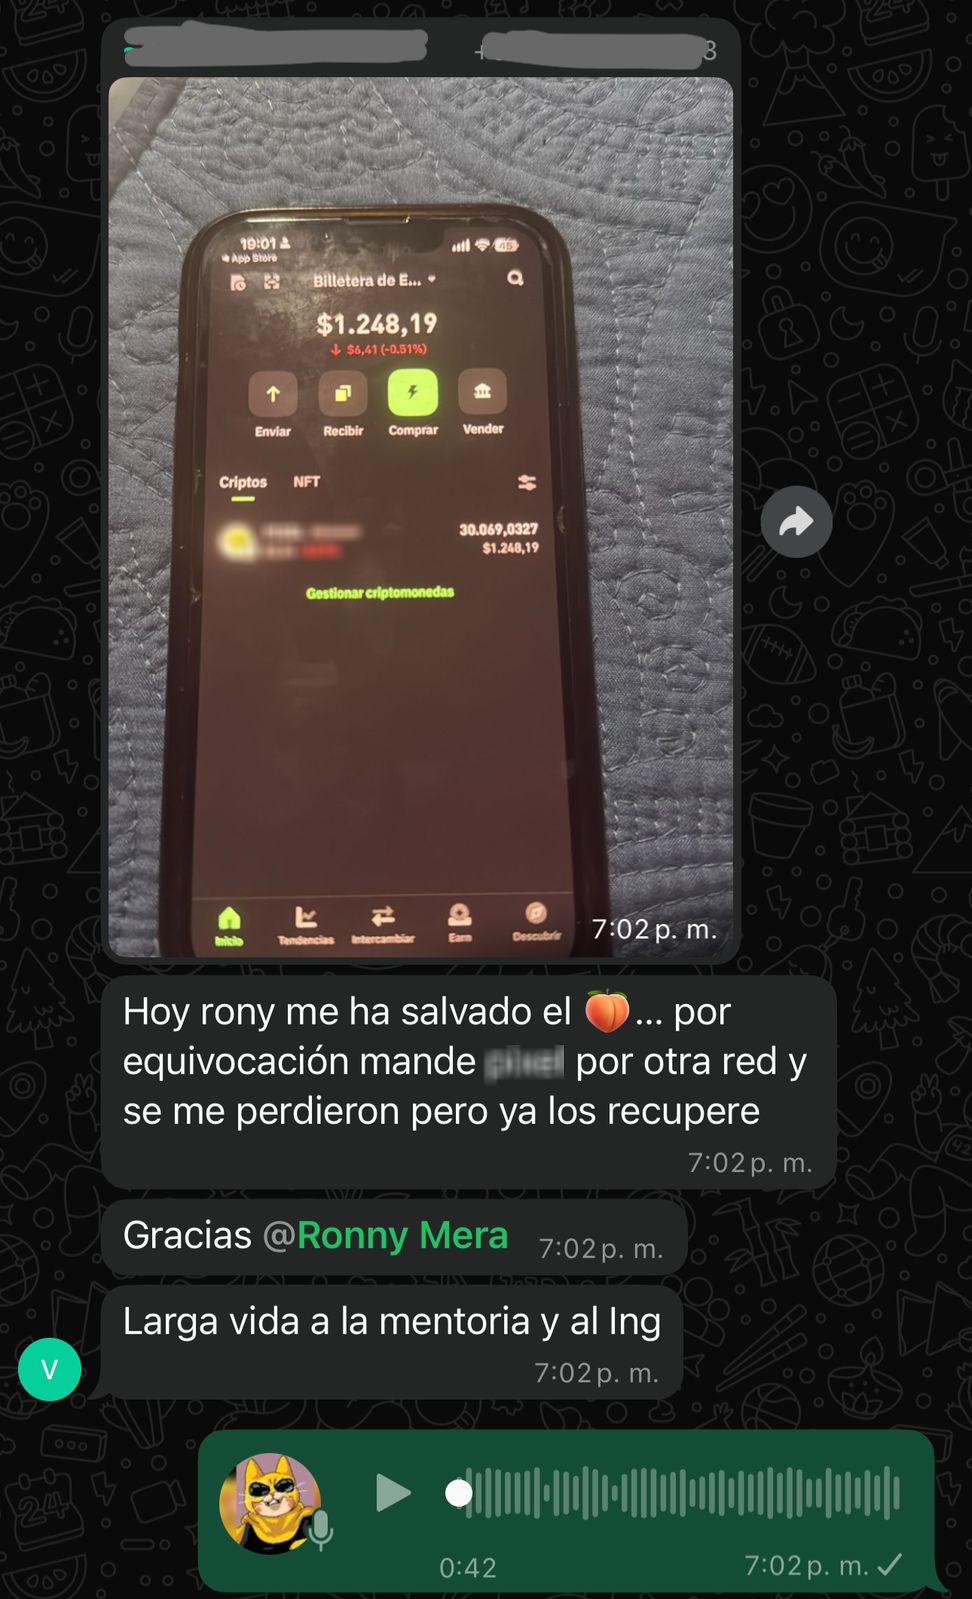 3
19:01
45
App Store
Billetera de E...
$1.248,19
$6,41 (-0.51%)
Enviar Recibir Comprar Vender
Criptos NFT
30.069,0327
$1.248,19
Gestionar criptomonedas
Inicio Tendencias Intercambiar Earn Descubrir
7:02 p. m.
Hoy rony me ha salvado el 🍑... por
equivocación mande por otra red y
se me perdieron pero ya los recupere
7:02 p. m.
Gracias @Ronny Mera
7:02 p. m.
Larga vida a la mentoria y al Ing
7:02 p. m.
V
0:42
7:02 p. m.